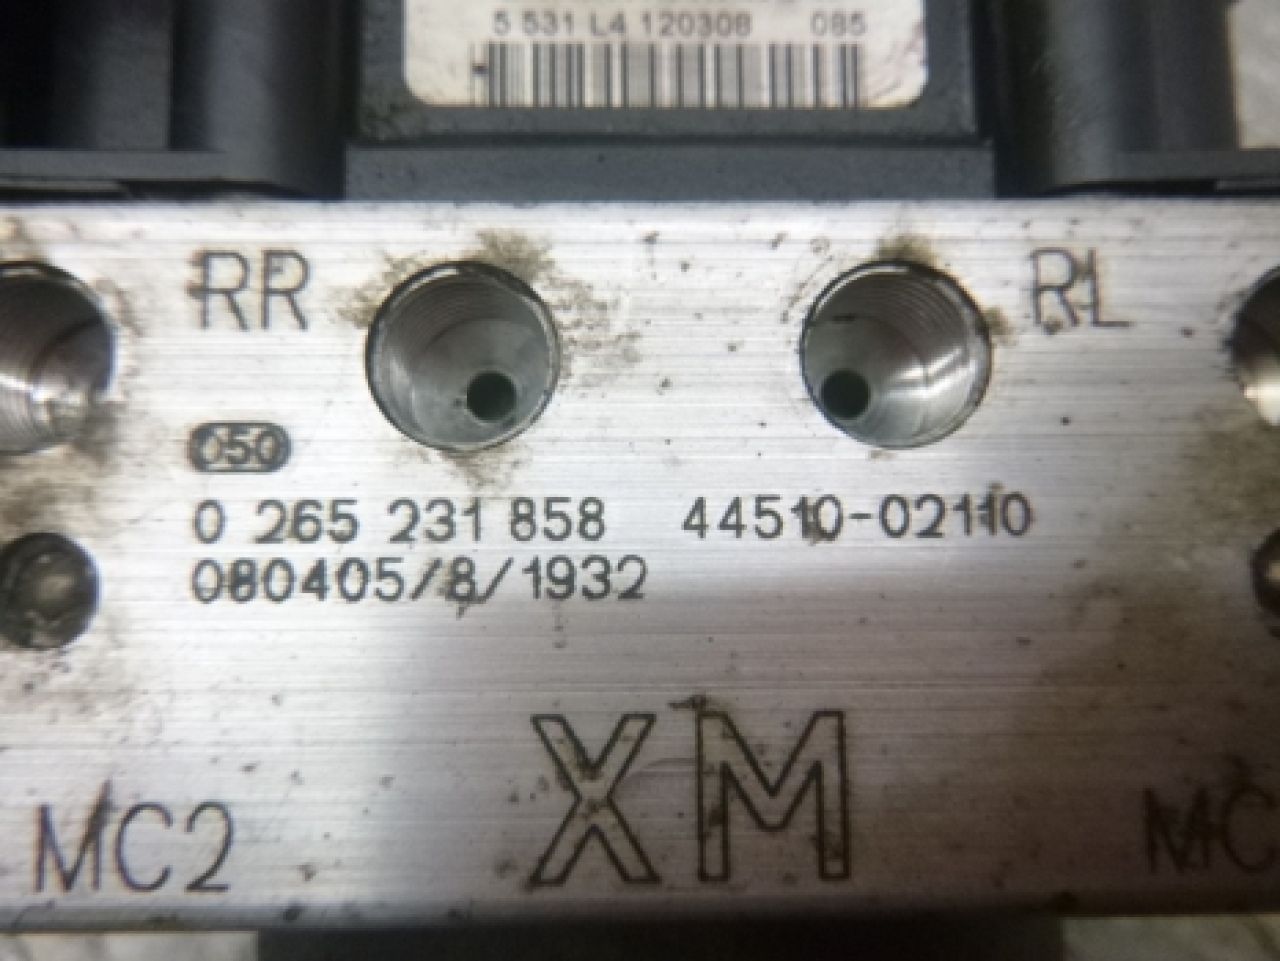 5 531 L4 120308 085
RR RL
050
0 265 231 858 44510-02110
080405/8/1932
XM
MC2 MC